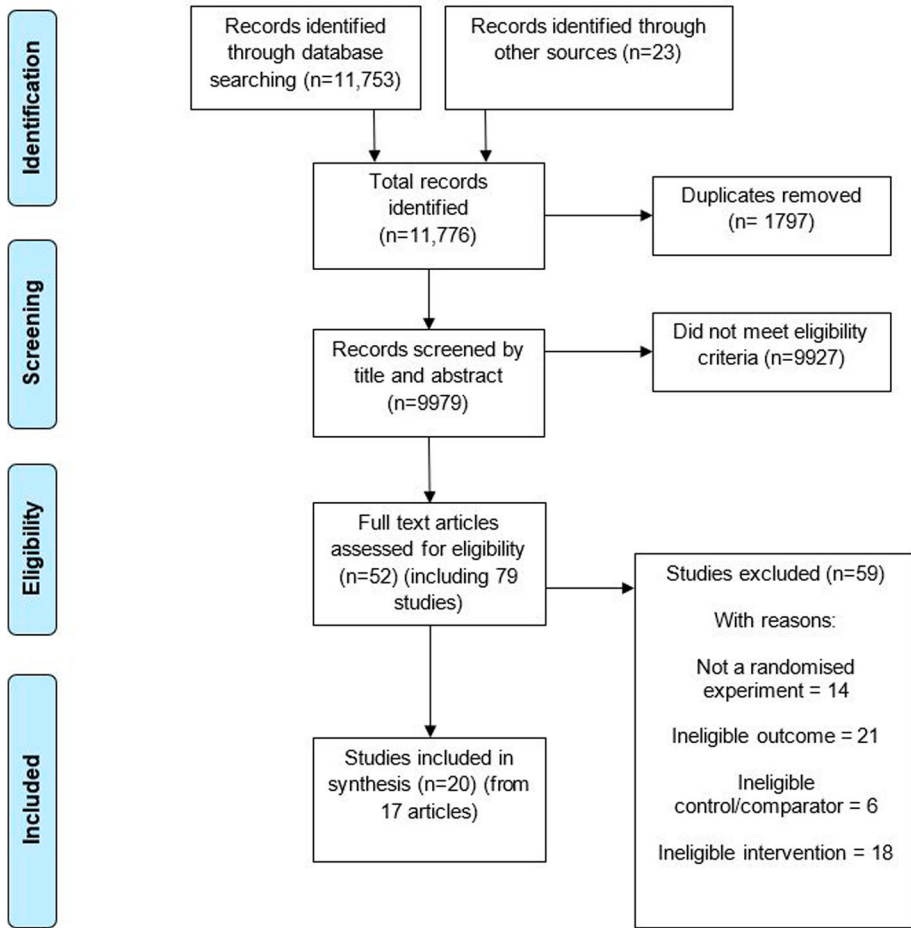 Identification
Records identified
through database
searching (n=11,753)
Records identified through
other sources (n=23)
Total records
identified
(n=11,776)
Duplicates removed
(n= 1797)
Screening
Records screened by
title and abstract
(n=9979)
Did not meet eligibility
criteria (n=9927)
Eligibility
Full text articles
assessed for eligibility
(n=52) (including 79
studies)
Studies excluded (n=59)
With reasons:
Not a randomised
experiment = 14
Ineligible outcome = 21
Ineligible
control/comparator = 6
Ineligible intervention = 18
Included
Studies included in
synthesis (n=20) (from
17 articles)